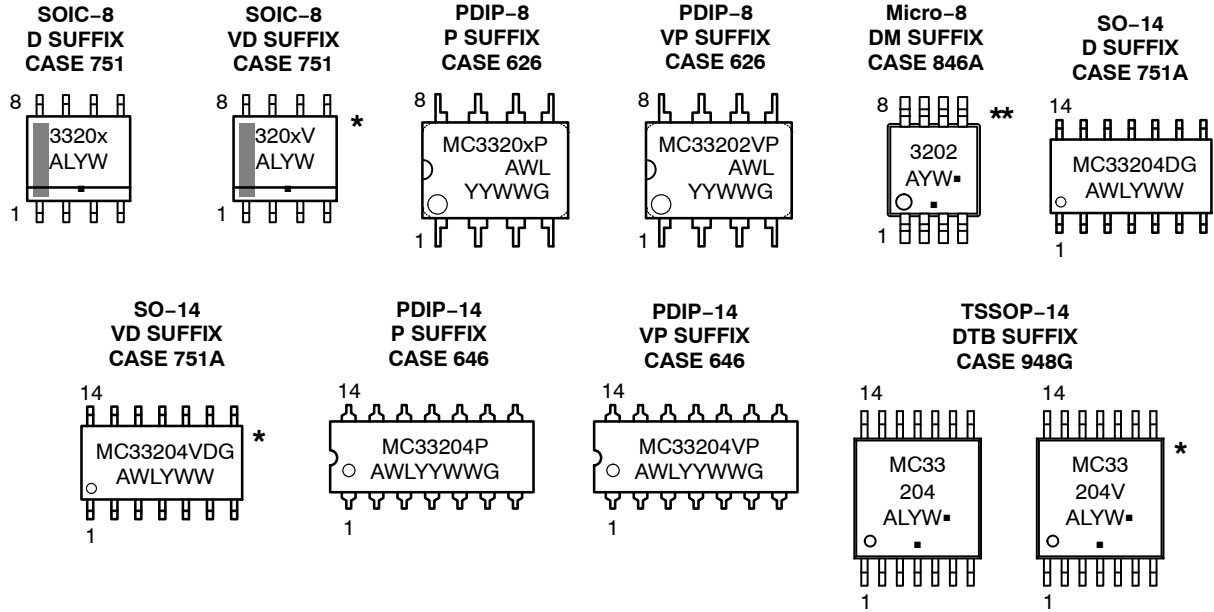 SOIC−8
D SUFFIX
CASE 751
8
3320x
ALYW
1
SOIC−8
VD SUFFIX
CASE 751
8
320xV
ALYW
*
1
PDIP−8
P SUFFIX
CASE 626
8
MC3320xP
AWL
YYWWG
1
PDIP−8
VP SUFFIX
CASE 626
8
MC33202VP
AWL
YYWWG
1
Micro−8
DM SUFFIX
CASE 846A
8
**
3202
AYW▪
▪
1
SO−14
D SUFFIX
CASE 751A
14
MC33204DG
AWLYWW
1
SO−14
VD SUFFIX
CASE 751A
14
*
MC33204VDG
AWLYWW
1
PDIP−14
P SUFFIX
CASE 646
14
MC33204P
AWLYYWWG
1
PDIP−14
VP SUFFIX
CASE 646
14
MC33204VP
AWLYYWWG
1
TSSOP−14
DTB SUFFIX
CASE 948G
14
MC33
204
ALYW▪
▪
1
14
*
MC33
204V
ALYW▪
▪
1